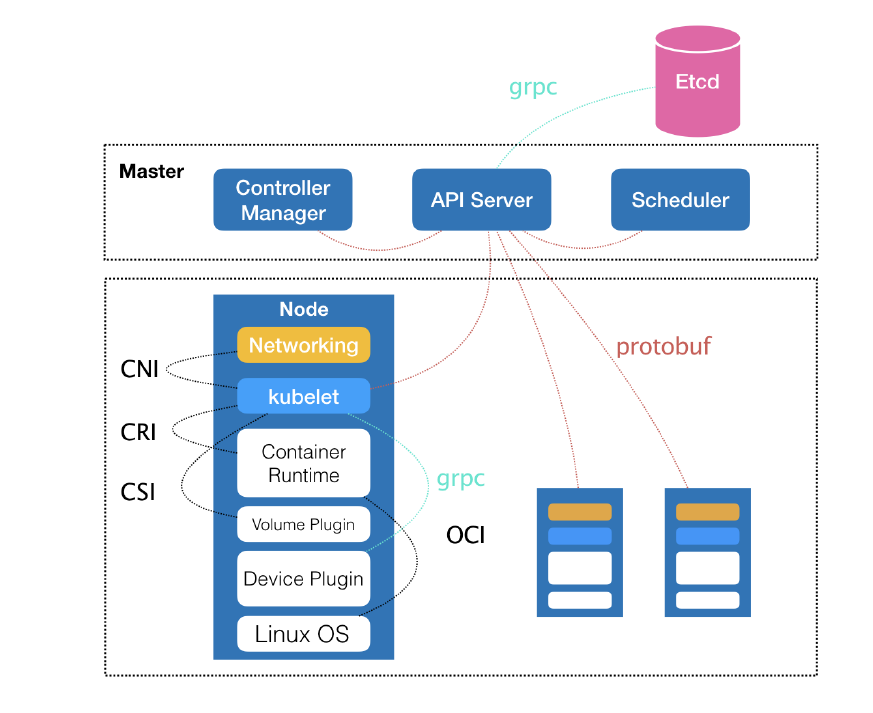 Etcd
grpc
Master
Controller
Manager
API Server
Scheduler
Node
Networking
protobuf
CNI
kubelet
CRI
Container
Runtime
grpc
CSI
Volume Plugin
OCI
Device Plugin
Linux OS